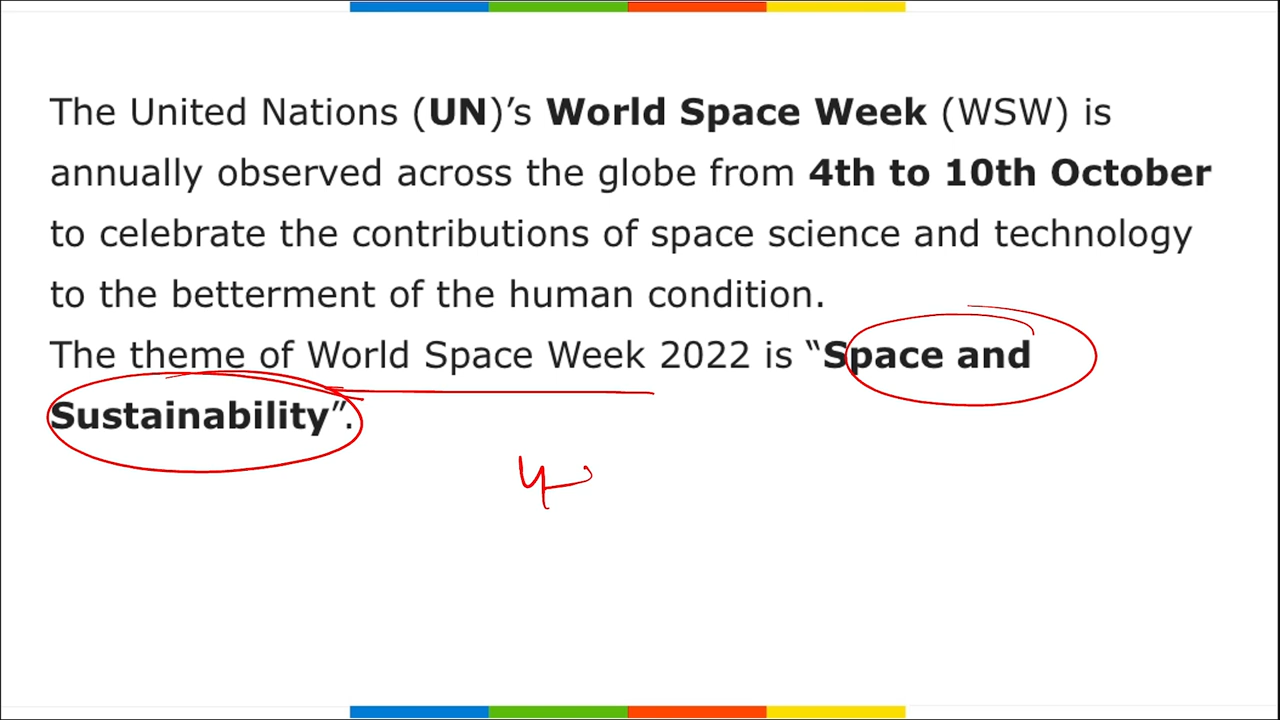 The United Nations (UN)’s World Space Week (WSW) is
annually observed across the globe from 4th to 10th October
to celebrate the contributions of space science and technology
to the betterment of the human condition.
The theme of World Space Week 2022 is “Space and
Sustainability”.
4